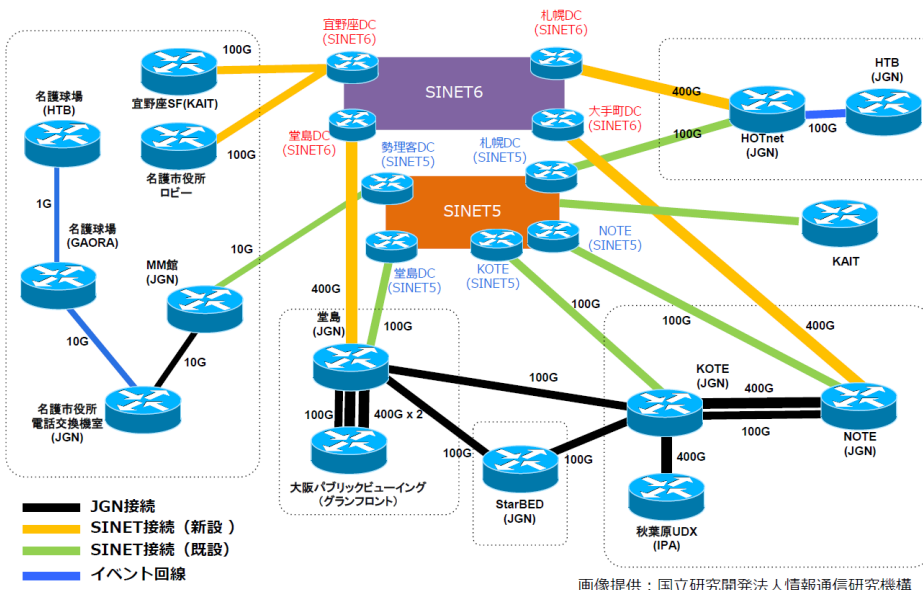 宜野座DC
(SINET6)
札幌DC
(SINET6)
100G
宜野座SF(KAIT)
SINET6
400G
HTB
(JGN)
名護球場
(HTB)
100G
HOTnet
(JGN)
100G
堂島DC
(SINET6)
大手町DC
(SINET6)
100G
名護市役所
ロビー
勢理客DC
(SINET5)
札幌DC
(SINET5)
1G
SINET5
名護球場
(GAORA)
10G
MM館
(JGN)
堂島DC
(SINET5)
KOTE
(SINET5)
NOTE
(SINET5)
KAIT
400G
100G
100G
100G
400G
10G
10G
堂島
(JGN)
100G
KOTE
(JGN)
400G
100G
NOTE
(JGN)
名護市役所
電話交換機室
(JGN)
100G
400G x 2
100G
100G
400G
大阪パブリックビューイング
(グランフロント)
StarBED
(JGN)
秋葉原UDX
(IPA)
JGN接続
SINET接続（新設 ）
SINET接続（既設）
イベント回線
画像提供：国立研究開発法人情報通信研究機構